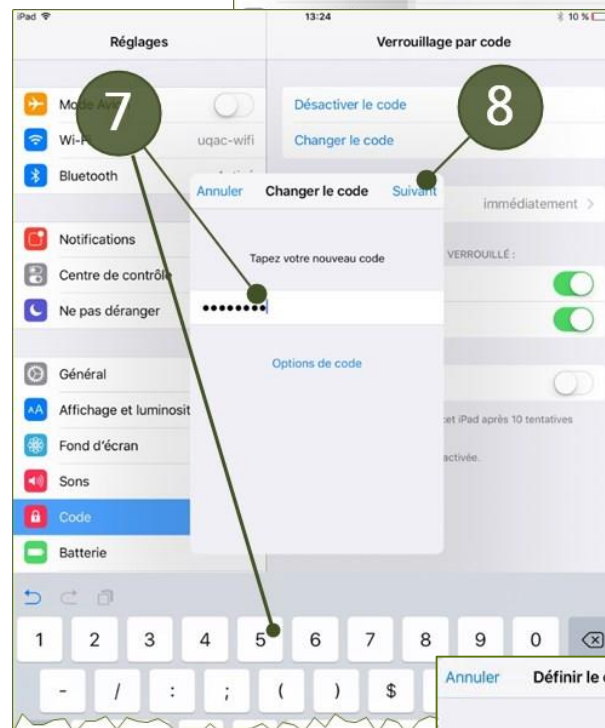 iPad 13:24 10 %
Réglages Verrouillage par code
7 8
Mode Avion Désactiver le code
Wi-Fi uqac-wifi Changer le code
Bluetooth
Annuler Changer le code Suivant
immédiatement >
Notifications
Tapez votre nouveau code VERROUILLÉ :
Centre de contrôle
Ne pas déranger ••••••••
Général Options de code
Affichage et luminosit cet iPad après 10 tentatives
Fond d'écran activée.
Sons
Code
Batterie
1 2 3 4 5 6 7 8 9 0
- / : ; ( ) $
Annuler Définir le